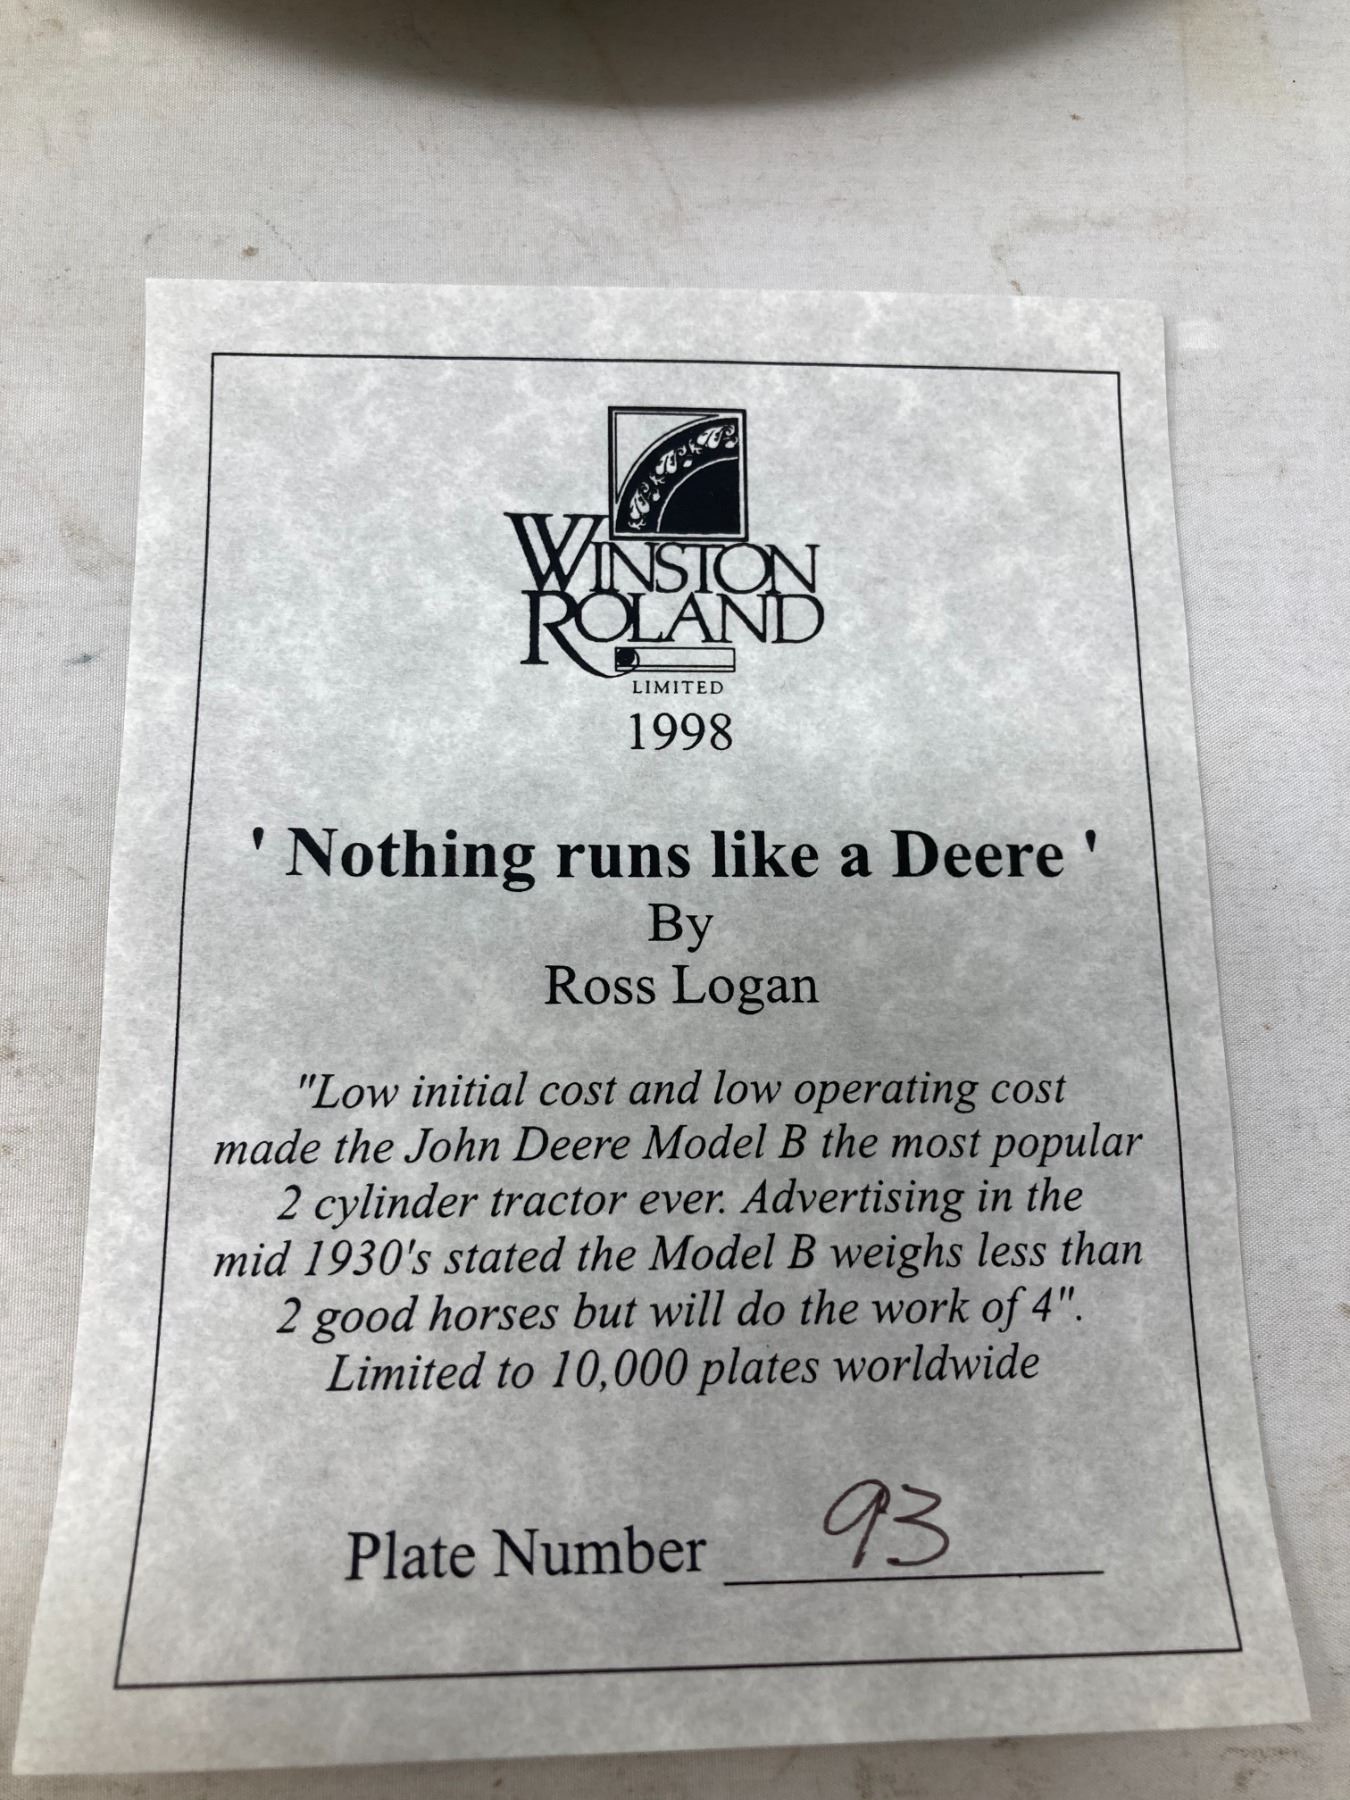 WINSTON
ROLAND
LIMITED
1998
' Nothing runs like a Deere '
By
Ross Logan
"Low initial cost and low operating cost
made the John Deere Model B the most popular
2 cylinder tractor ever. Advertising in the
mid 1930's stated the Model B weighs less than
2 good horses but will do the work of 4".
Limited to 10,000 plates worldwide
Plate Number 93